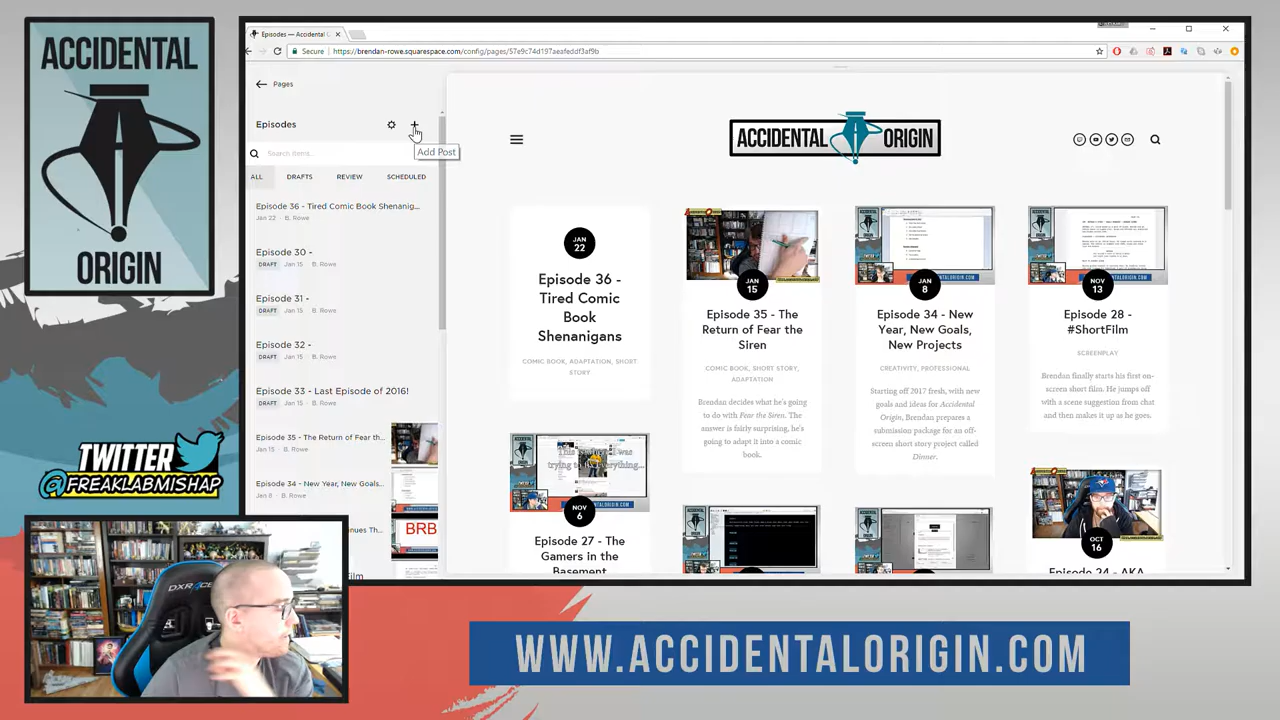 ACCIDENTAL
ORIGIN
TWITTER
@FREAKLABMISHAP
DXRACER
Episodes — Accidental O
Secure
https://brendan-rowe.squarespace.com/config/pages/57e9c74d197aeafeddf3af9b
Pages
Episodes
Add Post
Search items...
ALL
DRAFTS
REVIEW
SCHEDULED
Episode 36 - Tired Comic Book Shenanig...
Jan 22 · B. Rowe
Episode 30 -
DRAFT Jan 15 · B. Rowe
Episode 31 -
DRAFT Jan 15 · B. Rowe
Episode 32 -
DRAFT Jan 15 · B. Rowe
Episode 33 - Last Episode of 2016!
DRAFT Jan 15 · B. Rowe
Episode 35 - The Return of Fear th...
Jan 15 · B. Rowe
Episode 34 - New Year, New Goals...
Jan 8 · B. Rowe
nues Th...
BRB
ilm
ACCIDENTAL ORIGIN
JAN
22
Episode 36 -
Tired Comic
Book
Shenanigans
COMIC BOOK, ADAPTATION, SHORT
STORY
JAN
15
Episode 35 - The
Return of Fear the
Siren
COMIC BOOK, SHORT STORY,
ADAPTATION
Brendan decides what he's
going to do with Fear the Siren. The
answer is fairly surprising, he's
going to adapt it into a comic
book.
JAN
8
Episode 34 - New
Year, New Goals,
New Projects
CREATIVITY, PROFESSIONAL
Starting off 2017 fresh, with new
goals and ideas for Accidental
Origin, Brendan prepares a
submission package for an off-
screen short story project called
Dinner.
NOV
13
Episode 28 -
#ShortFilm
SCREENPLAY
Brendan finally starts his first on-
screen short film. He jumps off
with a scene suggestion from chat
and then makes it up as he goes.
NOV
6
Episode 27 - The
Gamers in the
Basement
OCT
16
Episode 24 - AKA
WWW.ACCIDENTALORIGIN.COM